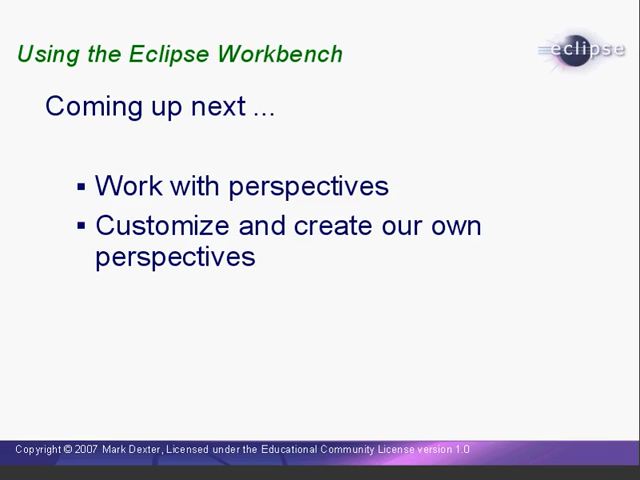 Using the Eclipse Workbench
eclipse
Coming up next ...
▪ Work with perspectives
▪ Customize and create our own
perspectives
Copyright © 2007 Mark Dexter, Licensed under the Educational Community License version 1.0